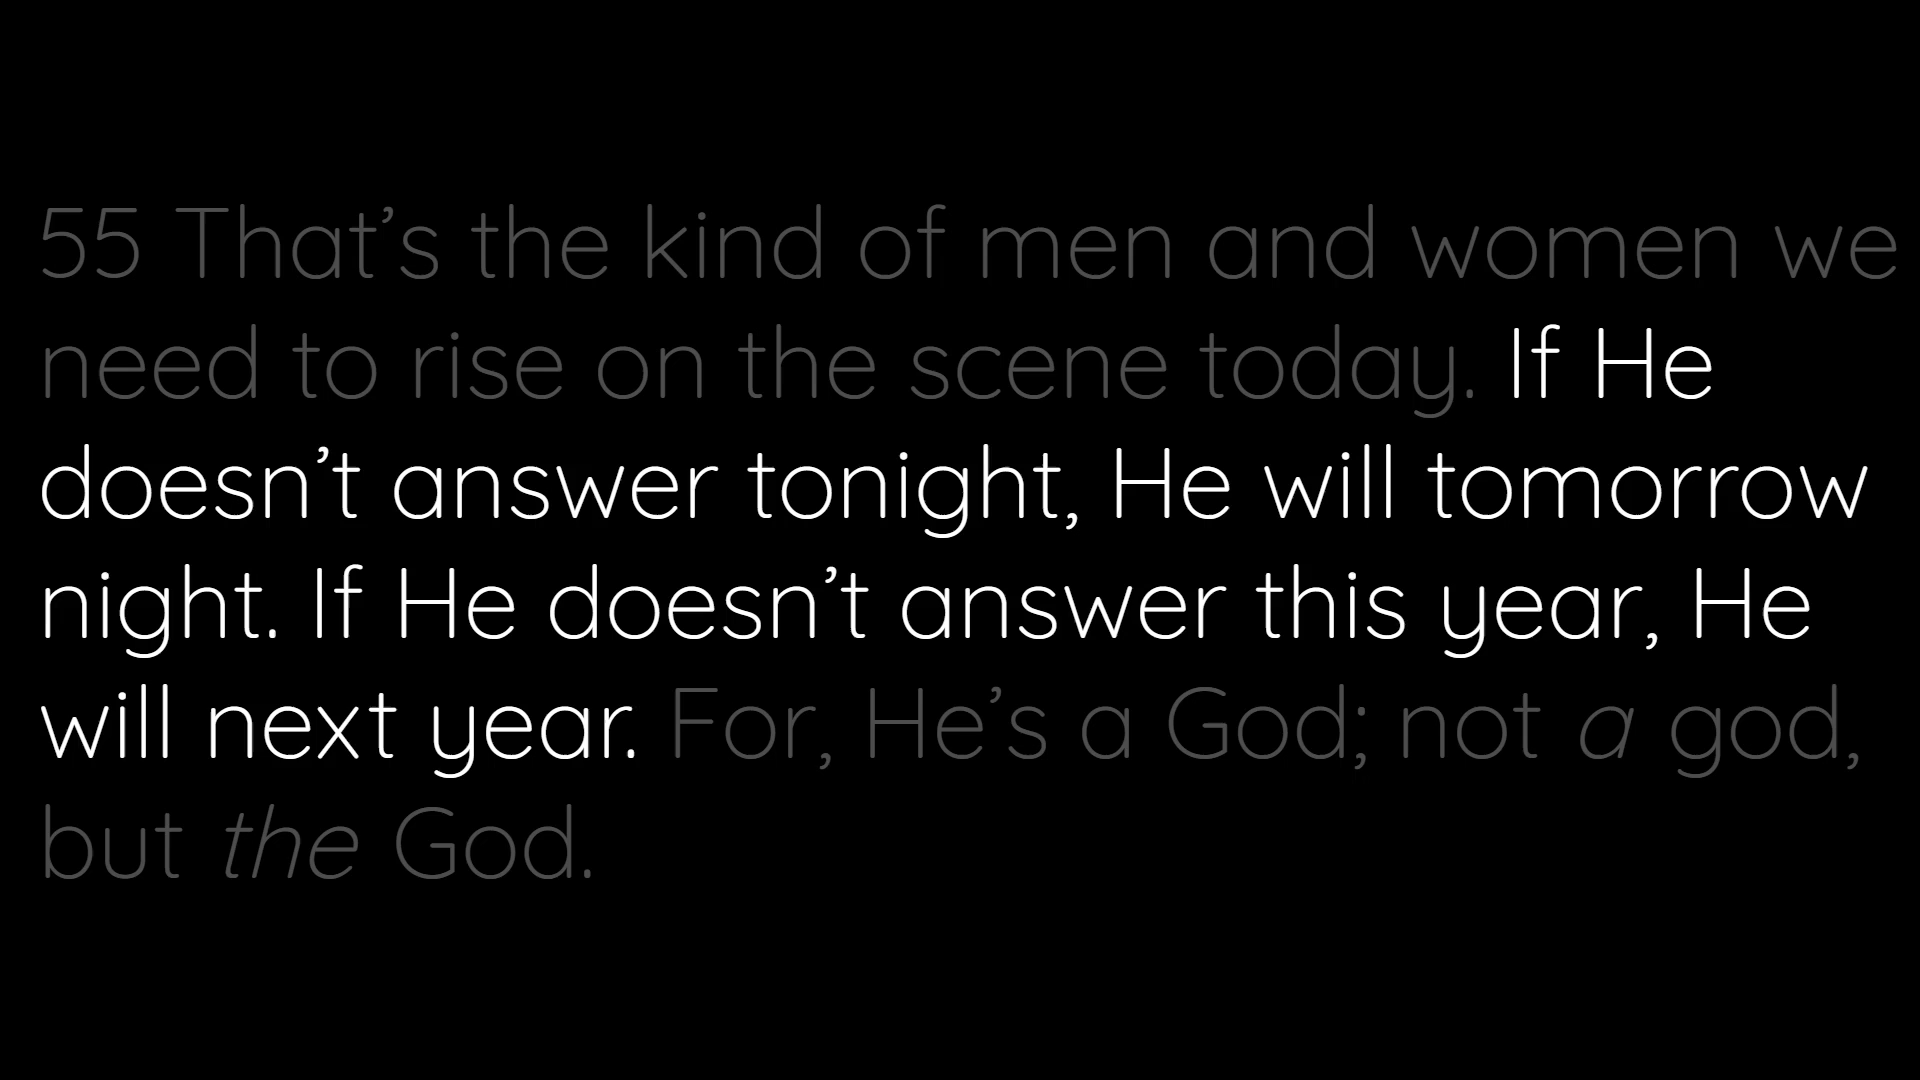 55 That’s the kind of men and women we
need to rise on the scene today. If He
doesn’t answer tonight, He will tomorrow
night. If He doesn’t answer this year, He
will next year. For, He’s a God; not a god,
but the God.